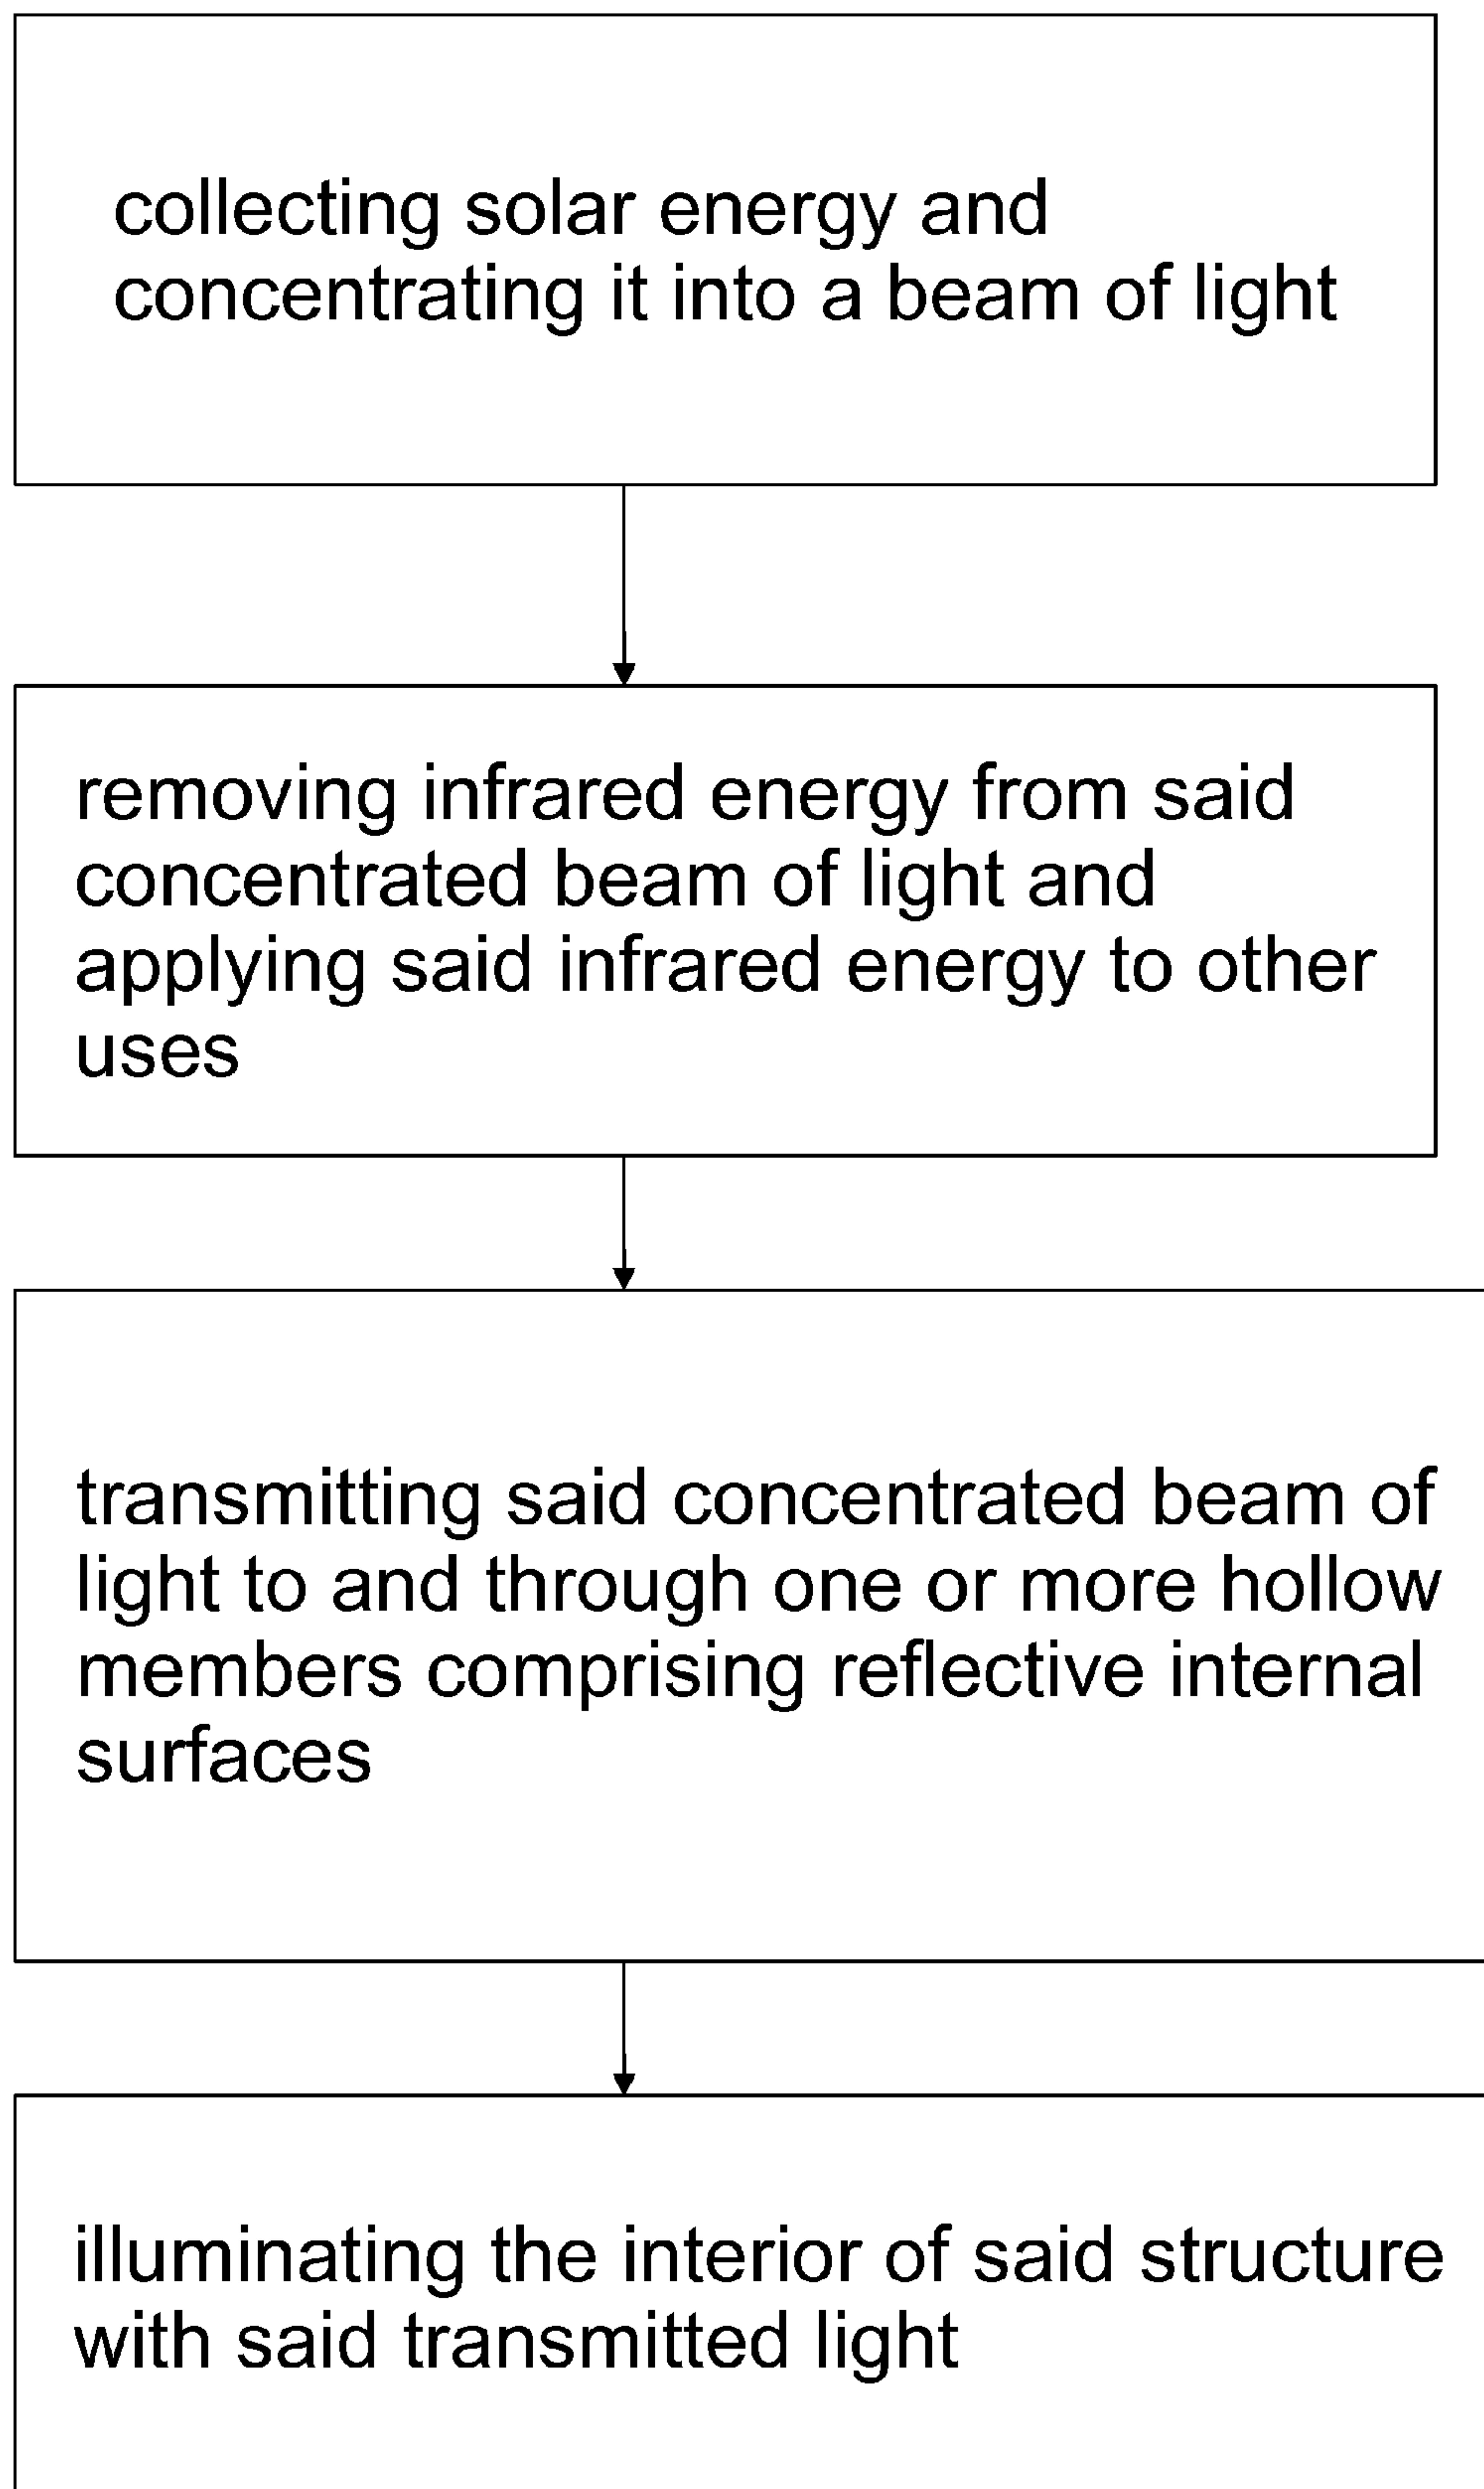 collecting solar energy and
concentrating it into a beam of light
removing infrared energy from said
concentrated beam of light and
applying said infrared energy to other
uses
transmitting said concentrated beam of
light to and through one or more hollow
members comprising reflective internal
surfaces
illuminating the interior of said structure
with said transmitted light